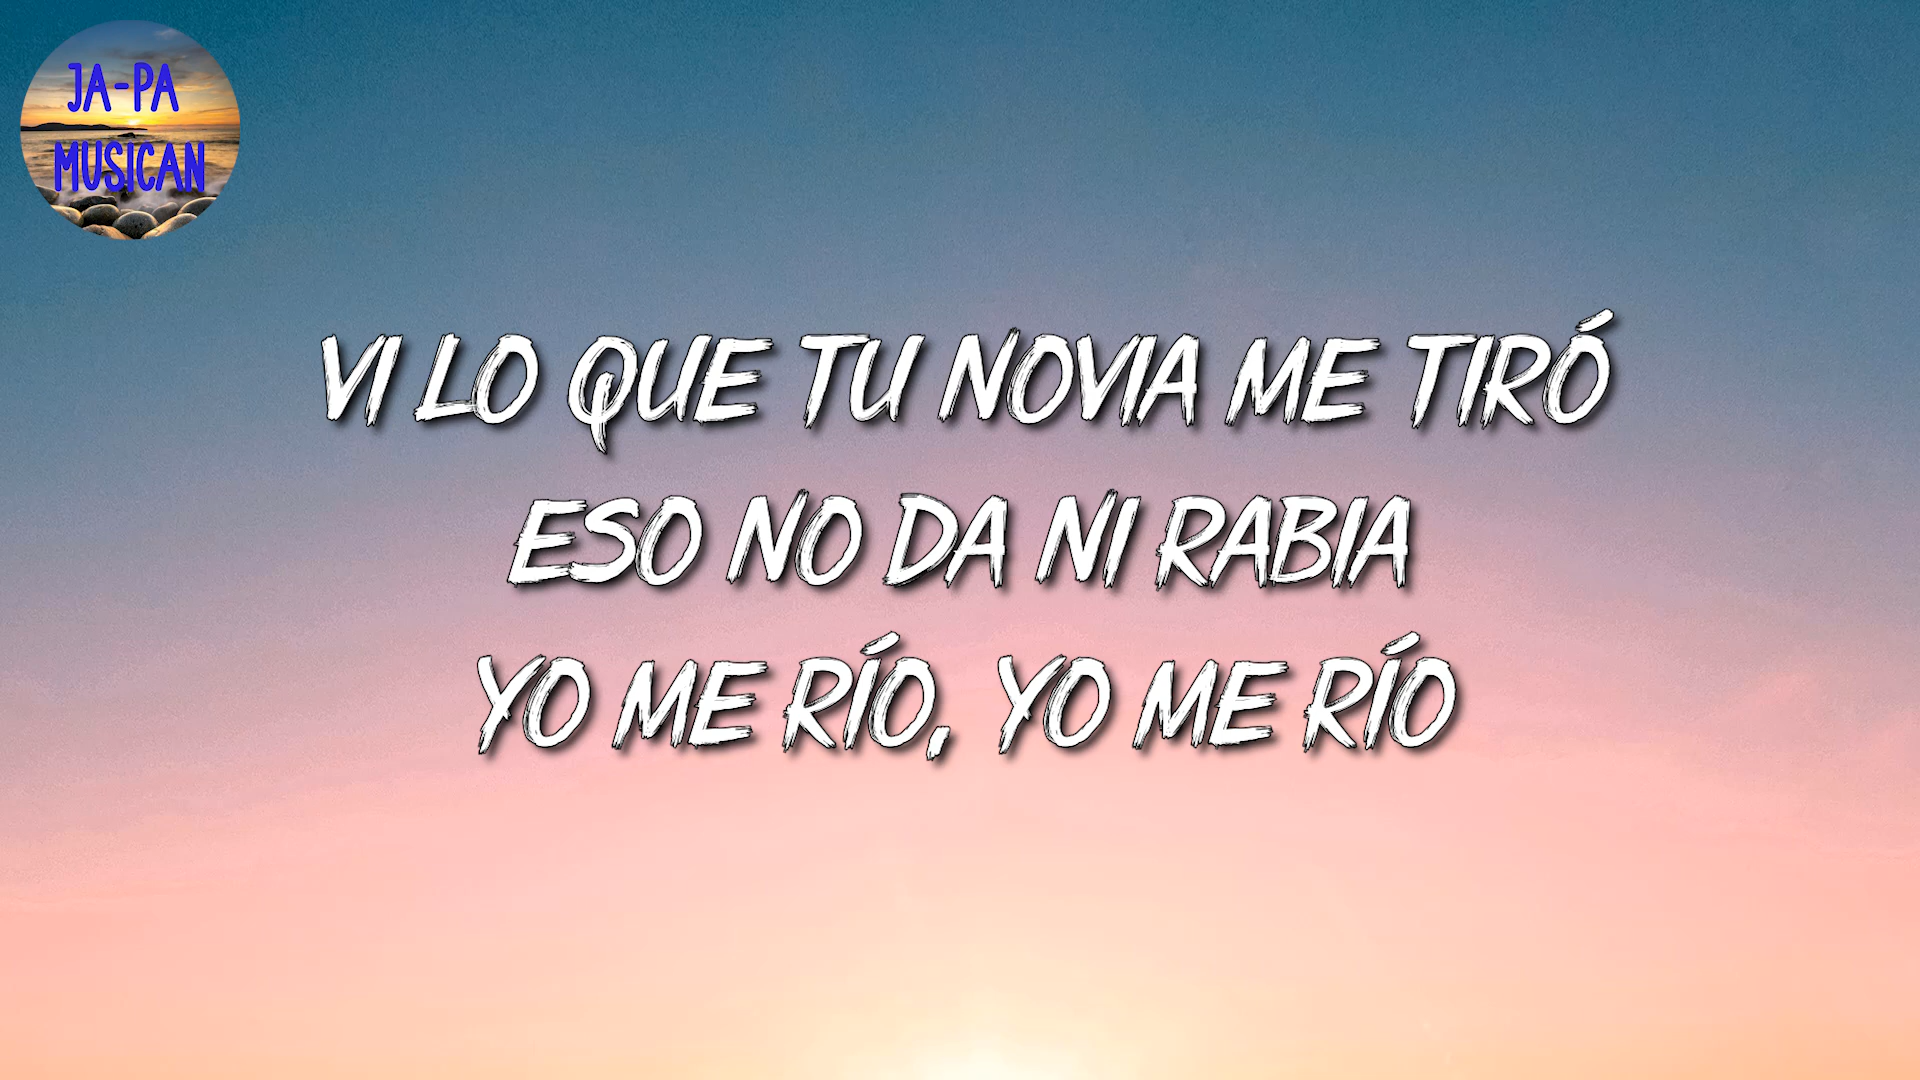 JA-PA
MUSICAN
VI LO QUE TU NOVIA ME TIRÓ
ESO NO DA NI RABIA
YO ME RÍO, YO ME RÍO